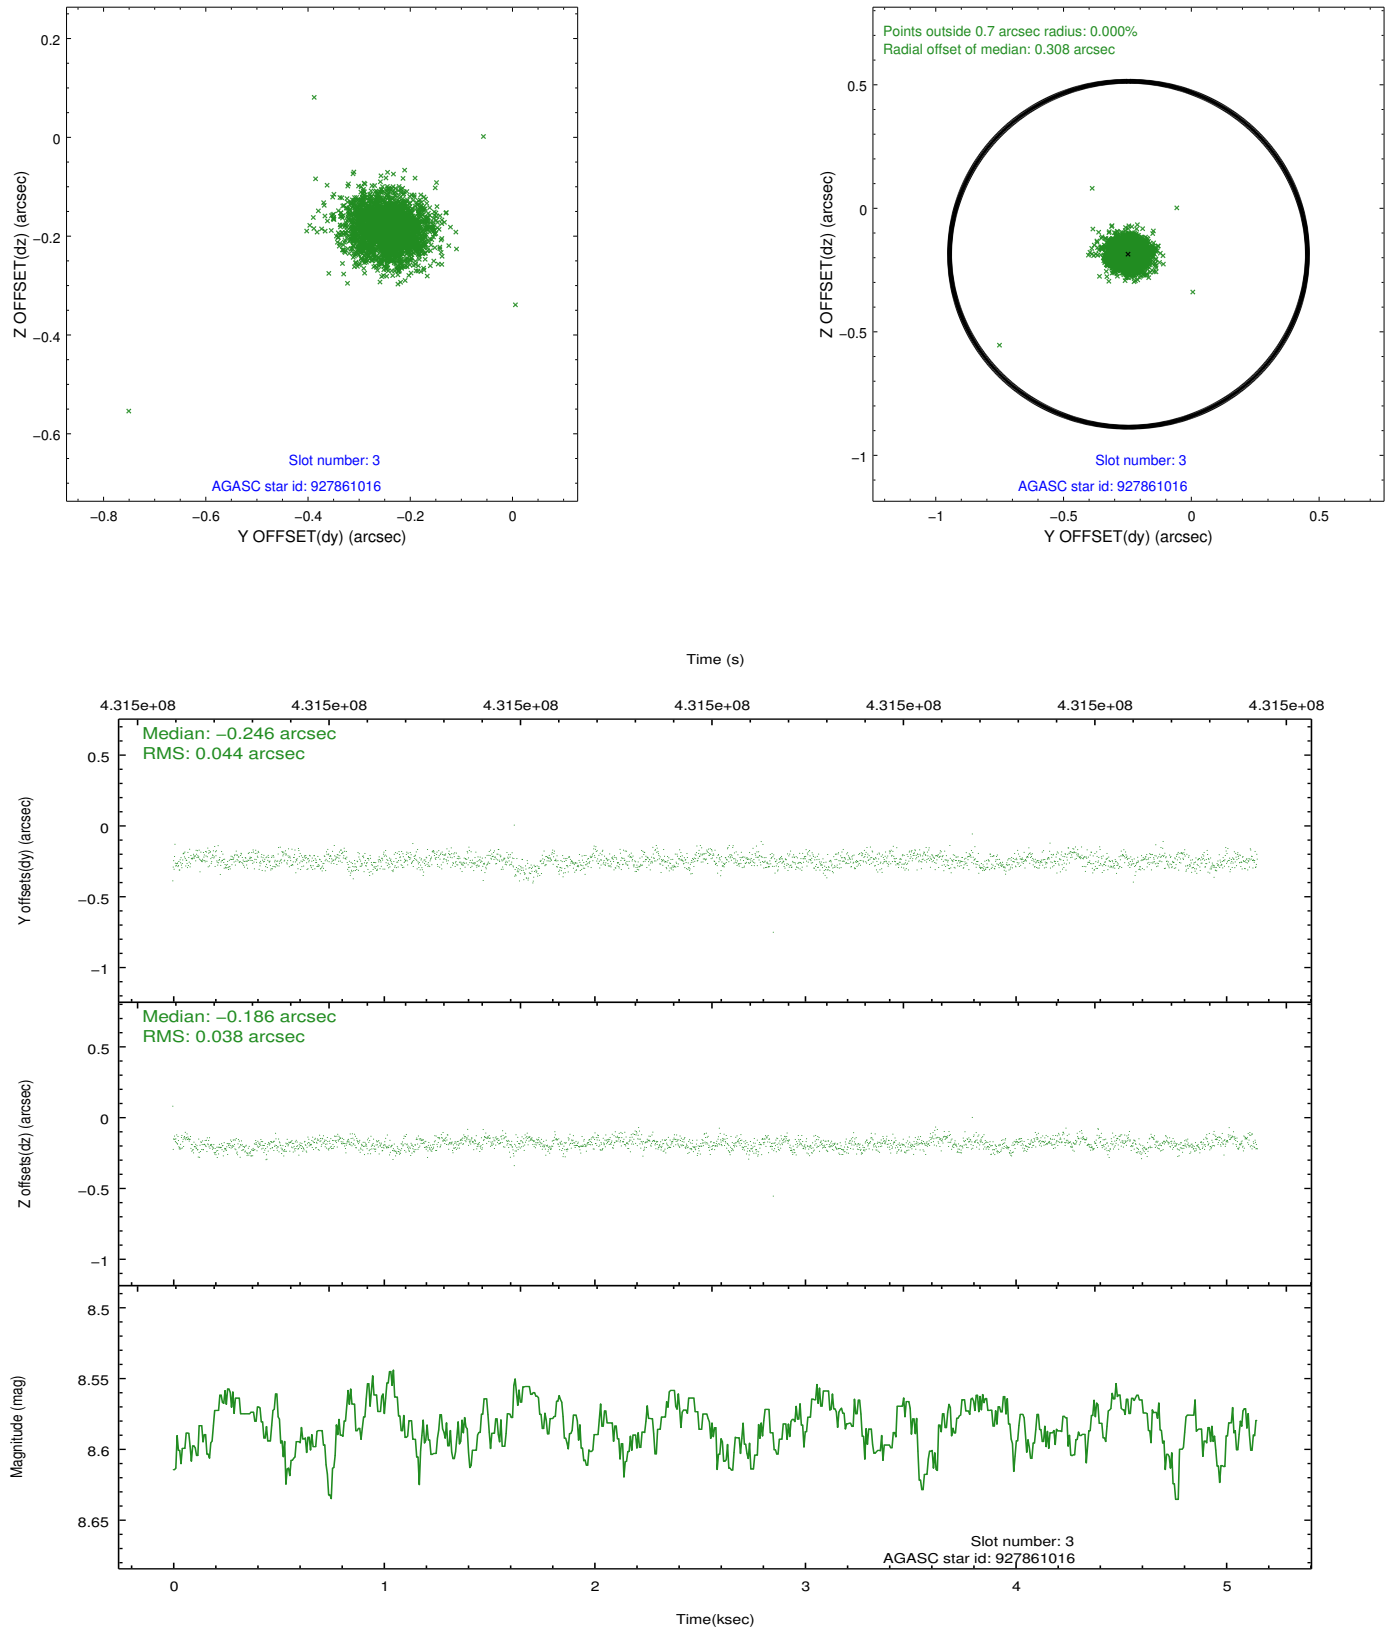 0.2
0
−0.2
−0.4
−0.6
Z OFFSET(dz) (arcsec)
Slot number: 3
AGASC star id: 927861016
−0.8
−0.6
−0.4
−0.2
0
Y OFFSET(dy) (arcsec)
Points outside 0.7 arcsec radius: 0.000%
Radial offset of median: 0.308 arcsec
0.5
0
−0.5
−1
Z OFFSET(dz) (arcsec)
Slot number: 3
AGASC star id: 927861016
−1
−0.5
0
0.5
Y OFFSET(dy) (arcsec)
Time (s)
4.315e+08
4.315e+08
4.315e+08
4.315e+08
4.315e+08
4.315e+08
4.315e+08
Median: −0.246 arcsec
RMS: 0.044 arcsec
0.5
0
−0.5
−1
Y offsets(dy) (arcsec)
Median: −0.186 arcsec
RMS: 0.038 arcsec
0.5
0
−0.5
−1
Z offsets(dz) (arcsec)
8.5
8.55
8.6
8.65
Magnitude (mag)
Slot number: 3
AGASC star id: 927861016
0
1
2
3
4
5
Time(ksec)